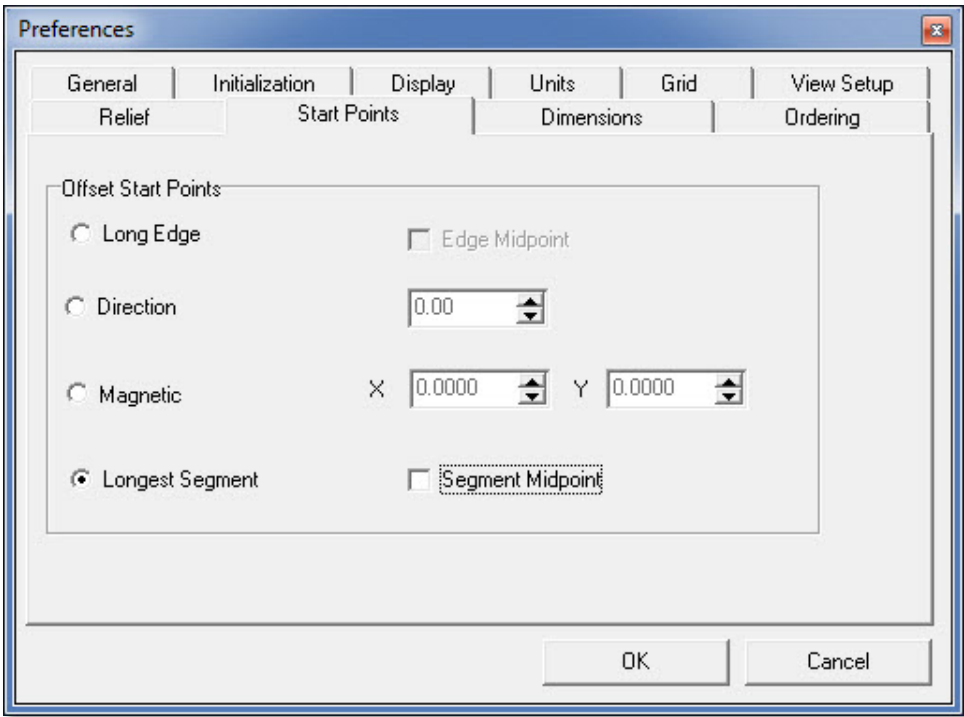 Preferences
General Initialization Display Units Grid View Setup
Relief Start Points Dimensions Ordering
Offset Start Points
Long Edge Edge Midpoint
Direction 0.00
Magnetic X 0.0000 Y 0.0000
Longest Segment Segment Midpoint
OK Cancel